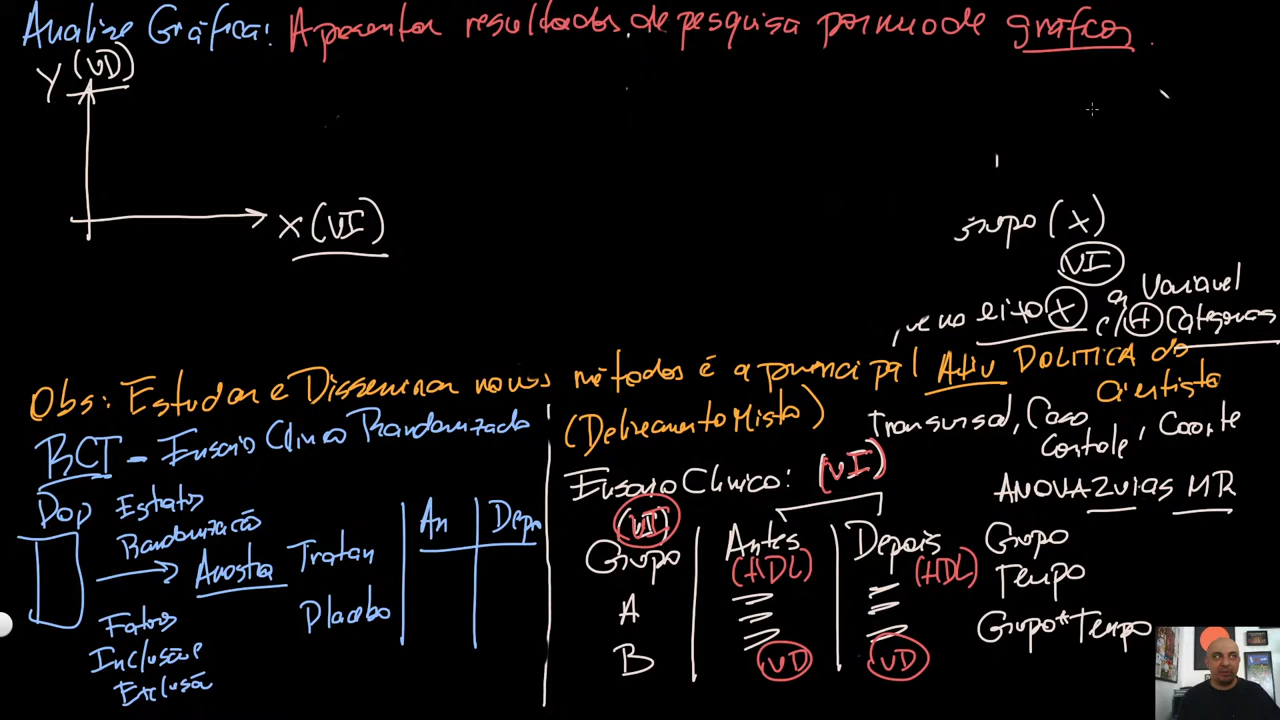 Analise Gráfica: Apresentar resultados de pesquisa por meio de gráficos.
Y (VD)
X (VI)
Grupo (X)
VI
Variável
eixo X
c/ + Categorias
Obs: Estudar e Disseminar novos métodos é a principal Ativ POLITICA do
Cientista
(Delineamento Misto)
Transversal, Caso
Controle, Coorte
RCT - Ensaio Clínico Randomizado
Pop
Estrato
Randomização
Amostra
Fatores
Inclusão e
Exclusã
An
Depo
Tratam
Placebo
Ensaio Clínico: (VI)
(VI)
Grupo
Antes
Depois
(HDL)
(HDL)
A
B
VD
VD
ANOVA 2 vias MR
Grupo
Tempo
Grupo*Tempo